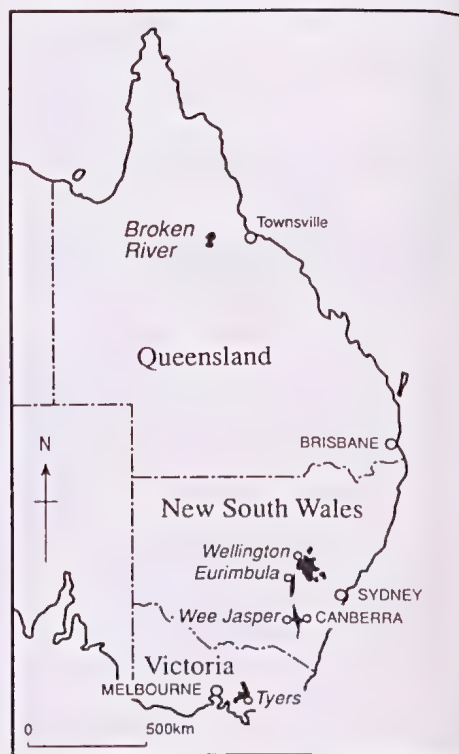 Townsville
Broken
River
Queensland
N
BRISBANE
New South Wales
Wellington
Eurimbula
SYDNEY
Wee Jasper
CANBERRA
Victoria
MELBOURNE
Tyers
0 500km